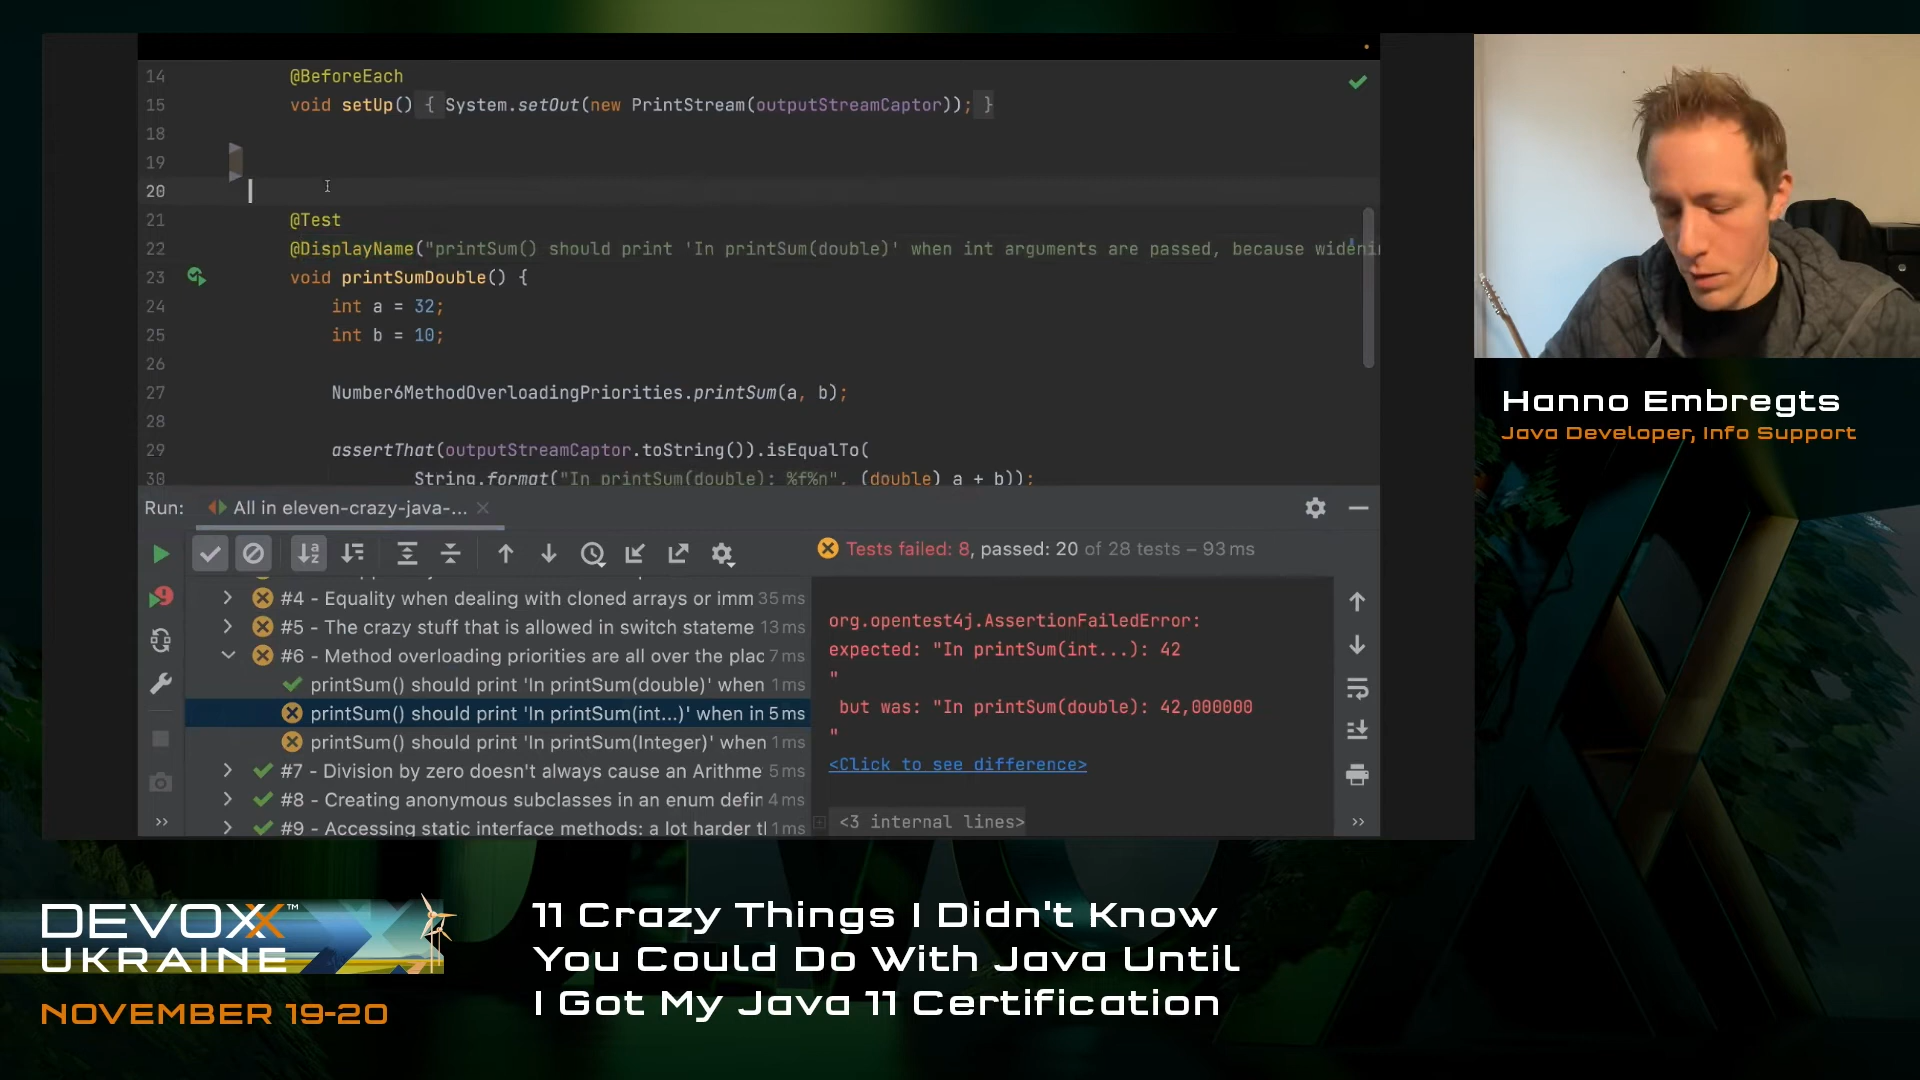 14 @BeforeEach
15 void setUp() { System.setOut(new PrintStream(outputStreamCaptor)); }
18
19
20
21 @Test
22 @DisplayName("printSum() should print 'In printSum(double)' when int arguments are passed, because
23 void printSumDouble() {
24 int a = 32;
25 int b = 10;
26
27 Number6MethodOverloadingPriorities.printSum(a, b);
28
29 assertThat(outputStreamCaptor.toString()).isEqualTo(
30 String.format("In printSum(double): %f%n", (double) a + b));
Run: All in eleven-crazy-java-...
Tests failed: 8, passed: 20 of 28 tests – 93 ms
#4 - Equality when dealing with cloned arrays or imm 35 ms
#5 - The crazy stuff that is allowed in switch stateme 13 ms
#6 - Method overloading priorities are all over the plac 7 ms
printSum() should print 'In printSum(double)' when 1 ms
printSum() should print 'In printSum(int...)' when in 5 ms
printSum() should print 'In printSum(Integer)' when 1 ms
#7 - Division by zero doesn't always cause an Arithme 5 ms
#8 - Creating anonymous subclasses in an enum defin 4 ms
#9 - Accessing static interface methods: a lot harder t 1 ms
org.opentest4j.AssertionFailedError:
expected: "In printSum(int...): 42
"
but was: "In printSum(double): 42,000000
"
<Click to see difference>
<3 internal lines>
Hanno Embregts
Java Developer, Info Support
DEVOXX™
UKRAINE
NOVEMBER 19-20
11 Crazy Things I Didn't Know
You Could Do With Java Until
I Got My Java 11 Certification